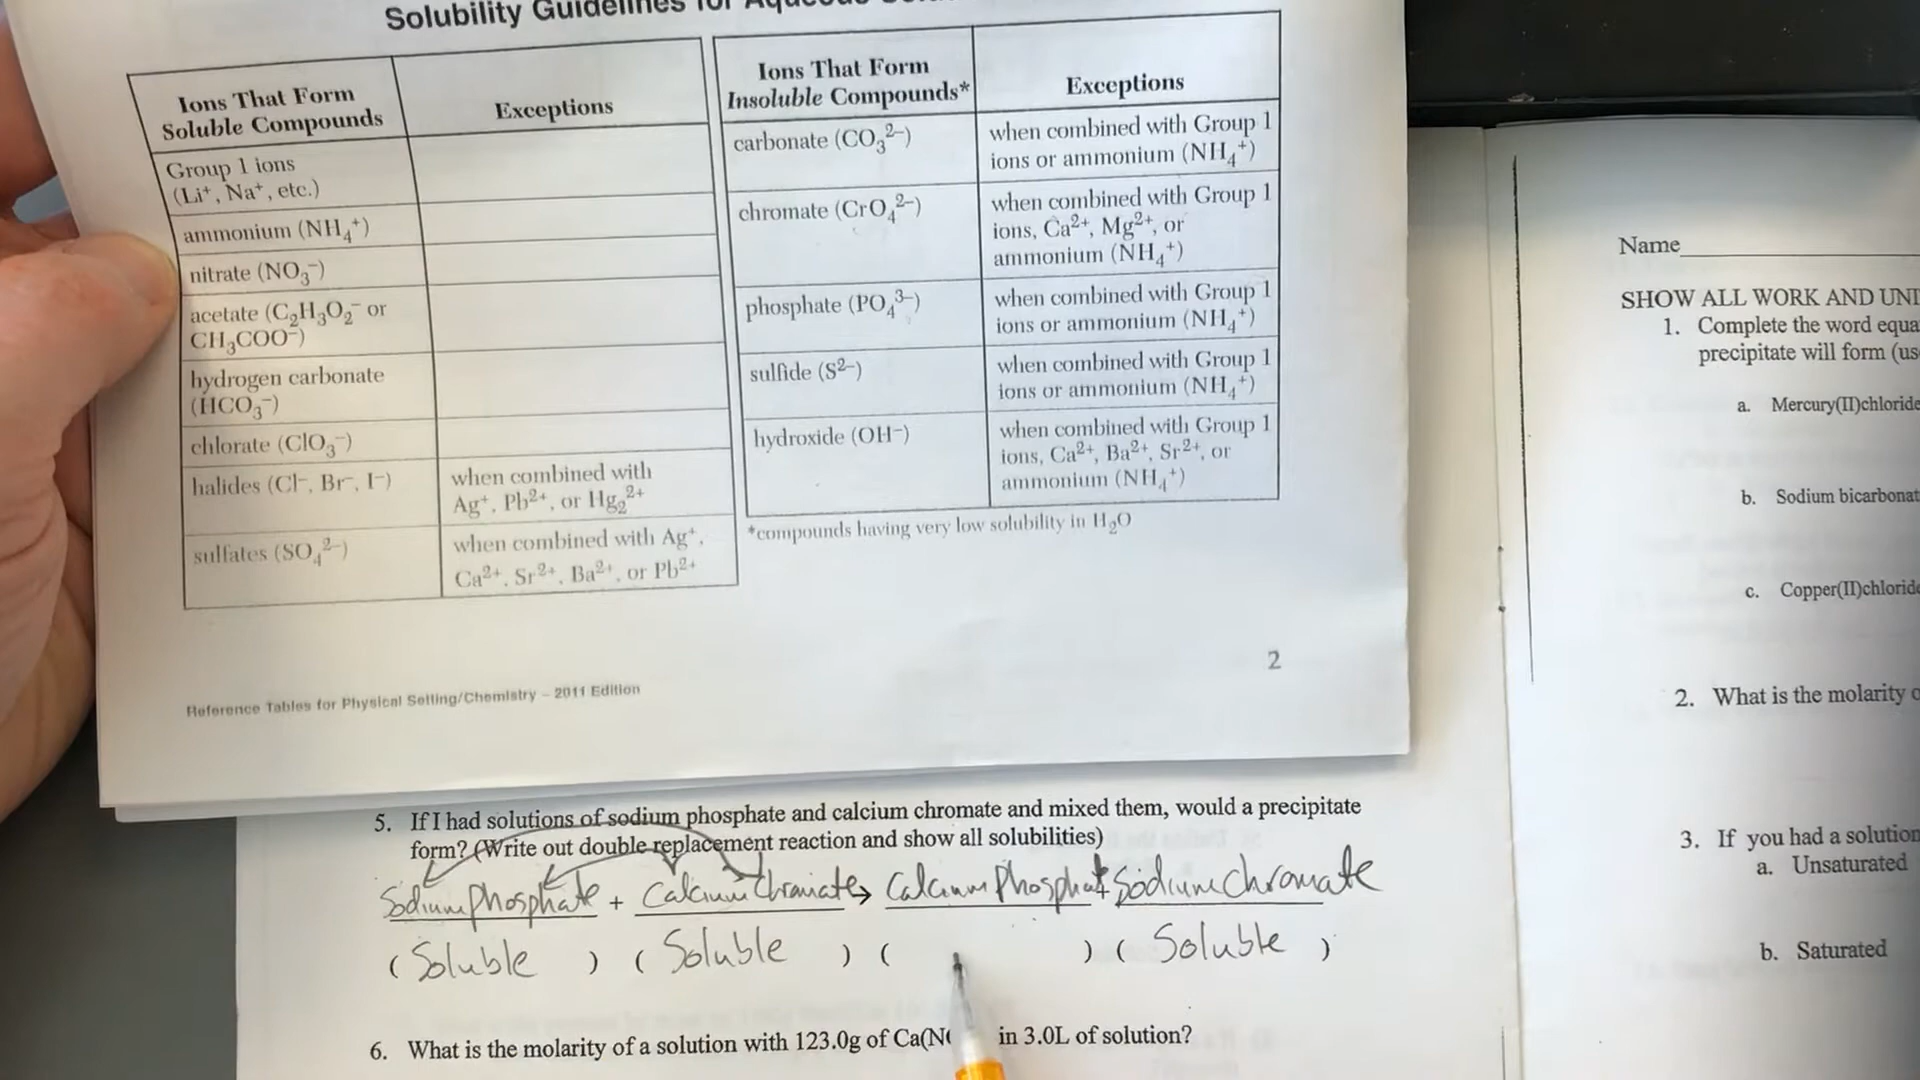 Solubility Guidelines for Aqueous
Ions That Form
Soluble Compounds
Exceptions
Group 1 ions
(Li⁺, Na⁺, etc.)
ammonium (NH₄⁺)
nitrate (NO₃⁻)
acetate (C₂H₃O₂⁻ or
CH₃COO⁻)
hydrogen carbonate
(HCO₃⁻)
chlorate (ClO₃⁻)
halides (Cl⁻, Br⁻, I⁻)
when combined with
Ag⁺, Pb²⁺, or Hg₂²⁺
sulfates (SO₄²⁻)
when combined with Ag⁺,
Ca²⁺, Sr²⁺, Ba²⁺, or Pb²⁺
Ions That Form
Insoluble Compounds*
Exceptions
carbonate (CO₃²⁻)
when combined with Group 1
ions or ammonium (NH₄⁺)
chromate (CrO₄²⁻)
when combined with Group 1
ions, Ca²⁺, Mg²⁺, or
ammonium (NH₄⁺)
phosphate (PO₄³⁻)
when combined with Group 1
ions or ammonium (NH₄⁺)
sulfide (S²⁻)
when combined with Group 1
ions or ammonium (NH₄⁺)
hydroxide (OH⁻)
when combined with Group 1
ions, Ca²⁺, Ba²⁺, Sr²⁺, or
ammonium (NH₄⁺)
*compounds having very low solubility in H₂O
2
Reference Tables for Physical Setting/Chemistry – 2011 Edition
5. If I had solutions of sodium phosphate and calcium chromate and mixed them, would a precipitate
form? (Write out double replacement reaction and show all solubilities)
Sodium Phosphate + Calcium Chromate → Calcium Phosphate + Sodium Chromate
(Soluble) (Soluble) ( ) (Soluble)
6. What is the molarity of a solution with 123.0g of Ca(N in 3.0L of solution?
Name
SHOW ALL WORK AND UNI
1. Complete the word equa
precipitate will form (us
a. Mercury(II)chloride
b. Sodium bicarbonat
c. Copper(II)chloride
2. What is the molarity o
3. If you had a solution
a. Unsaturated
b. Saturated